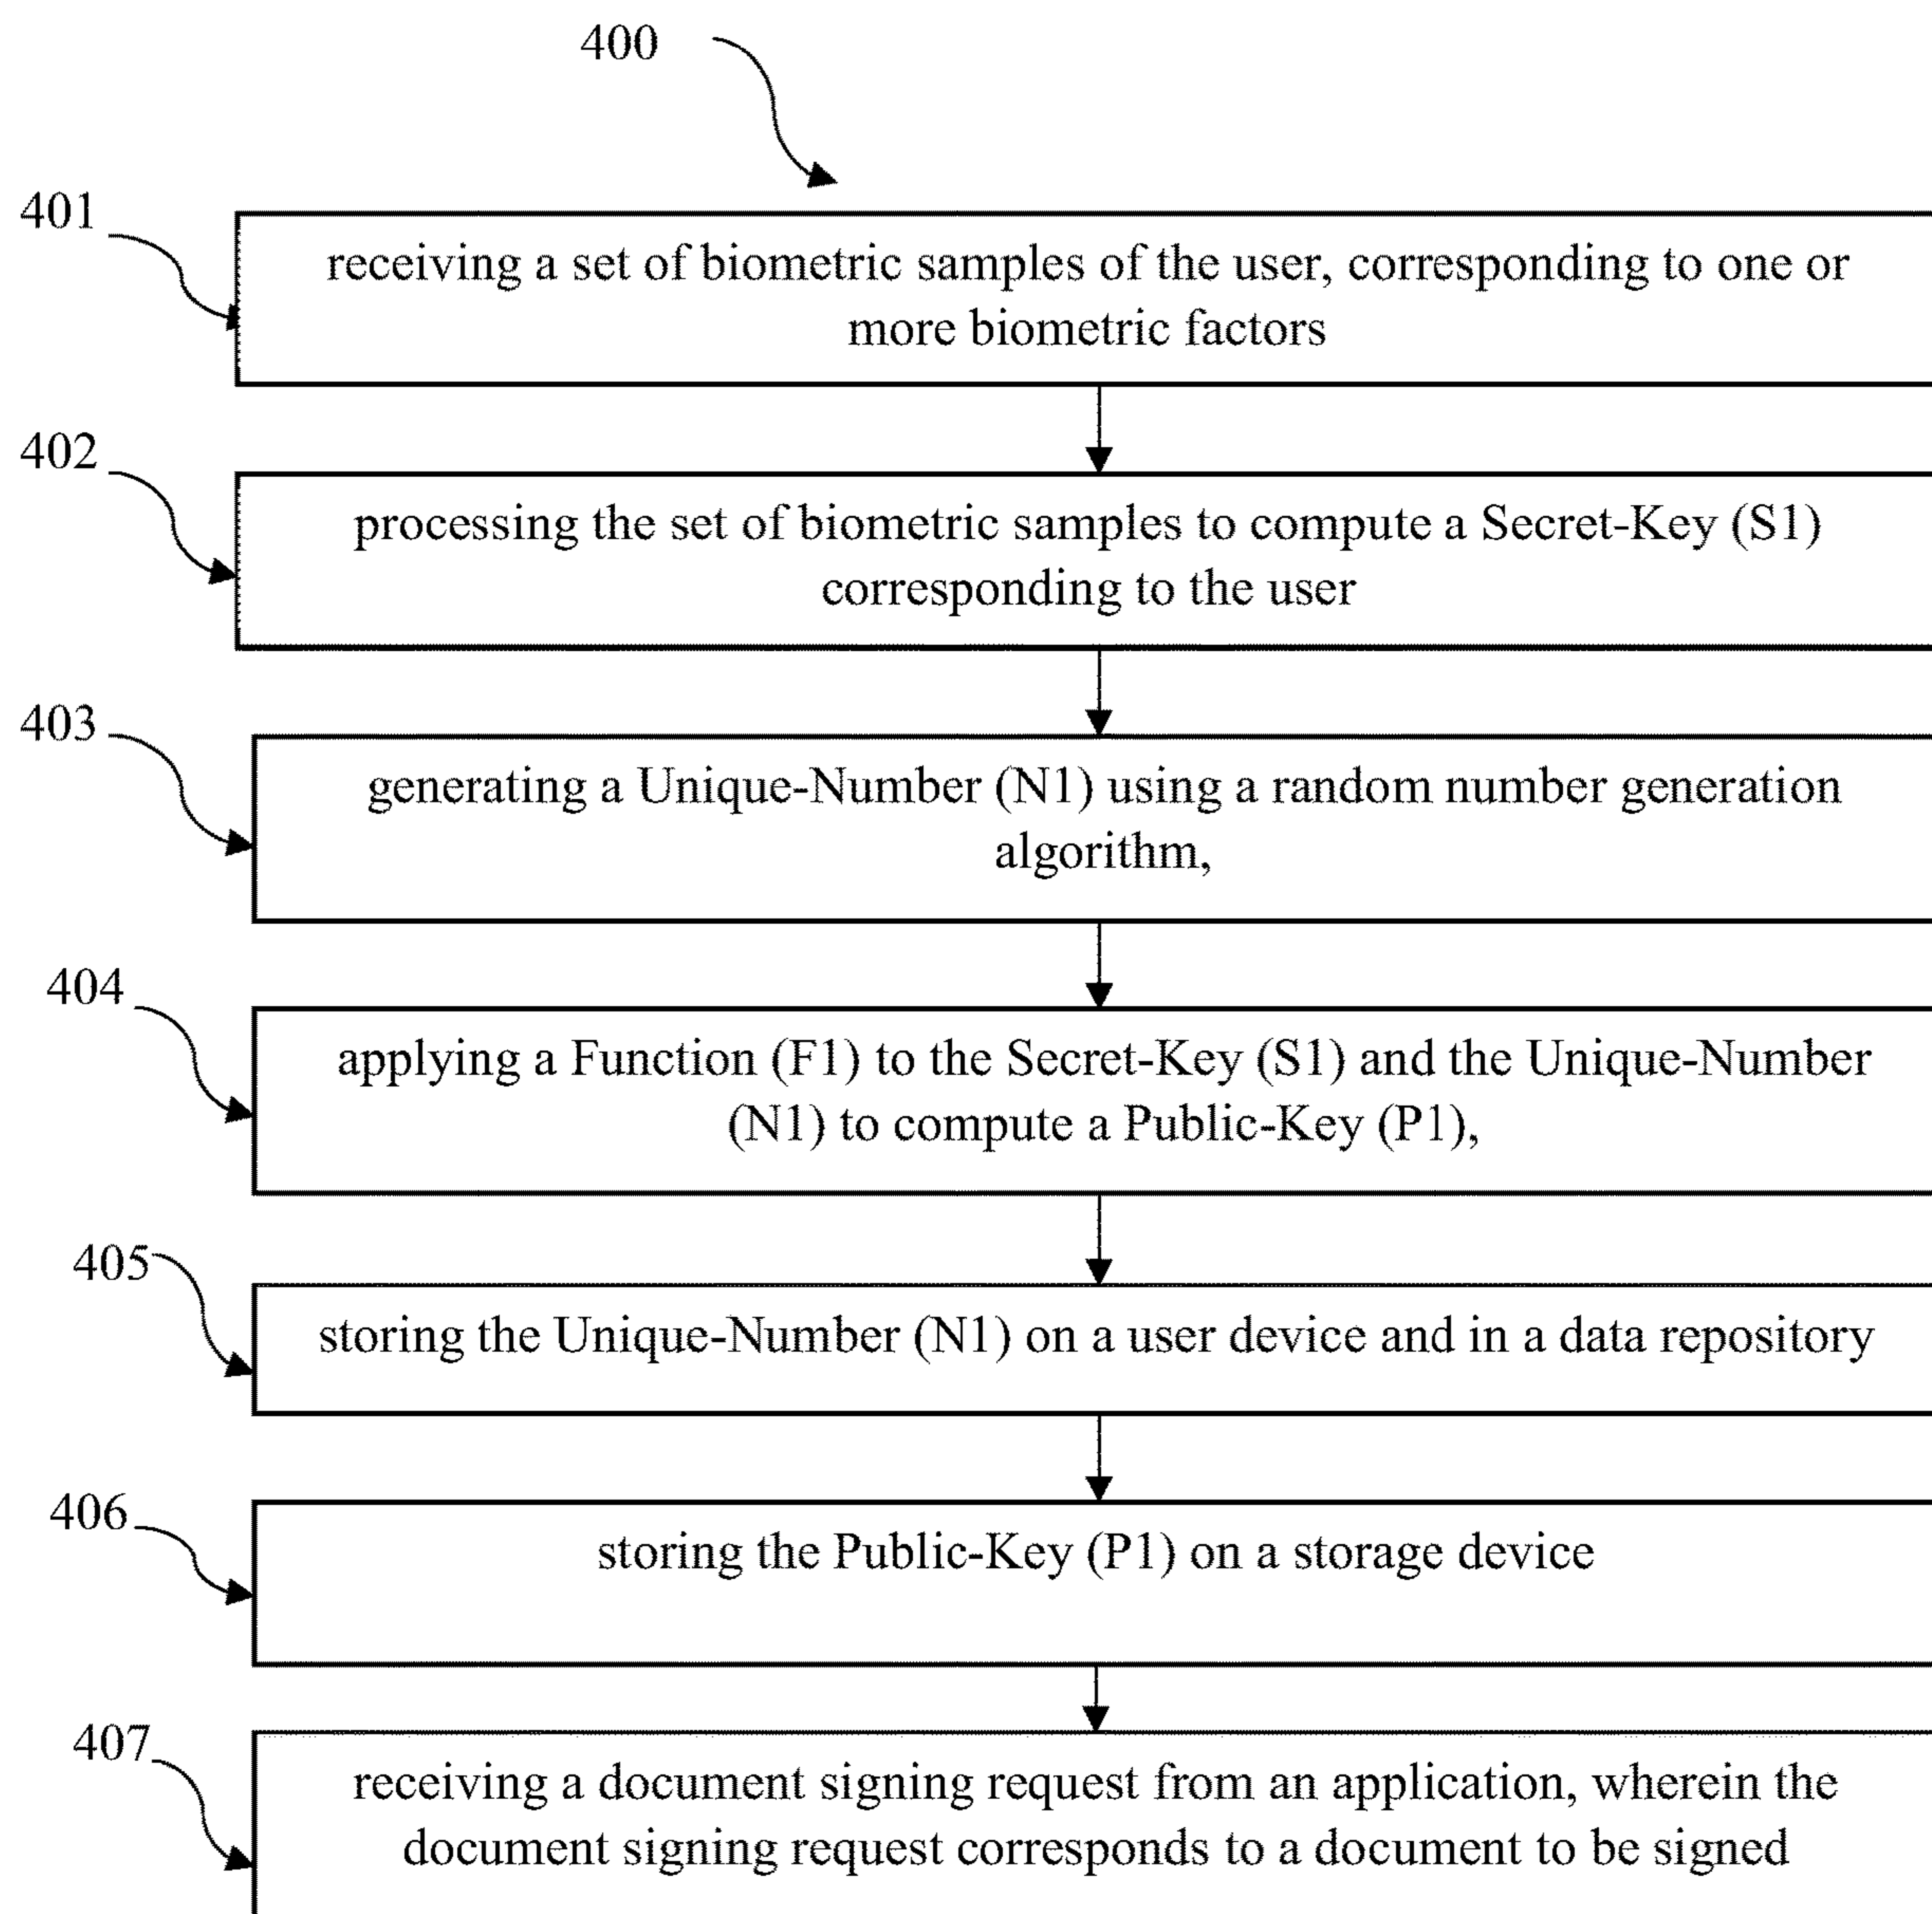 400
401
receiving a set of biometric samples of the user, corresponding to one or
more biometric factors
402
processing the set of biometric samples to compute a Secret-Key (S1)
corresponding to the user
403
generating a Unique-Number (N1) using a random number generation
algorithm,
404
applying a Function (F1) to the Secret-Key (S1) and the Unique-Number
(N1) to compute a Public-Key (P1),
405
storing the Unique-Number (N1) on a user device and in a data repository
406
storing the Public-Key (P1) on a storage device
407
receiving a document signing request from an application, wherein the
document signing request corresponds to a document to be signed